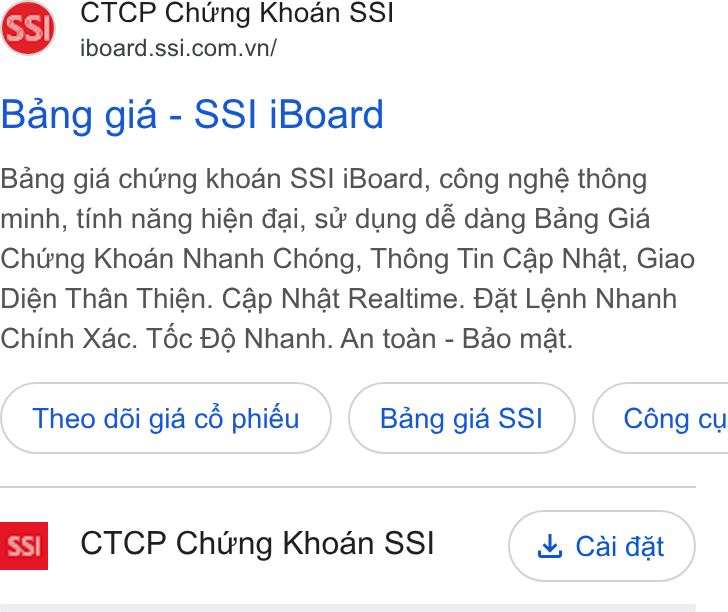 SSI
CTCP Chứng Khoán SSI
iboard.ssi.com.vn/
Bảng giá - SSI iBoard
Bảng giá chứng khoán SSI iBoard, công nghệ thông
minh, tính năng hiện đại, sử dụng dễ dàng Bảng Giá
Chứng Khoán Nhanh Chóng, Thông Tin Cập Nhật, Giao
Diện Thân Thiện. Cập Nhật Realtime. Đặt Lệnh Nhanh
Chính Xác. Tốc Độ Nhanh. An toàn - Bảo mật.
Theo dõi giá cổ phiếu Bảng giá SSI Công cụ
SSI CTCP Chứng Khoán SSI Cài đặt